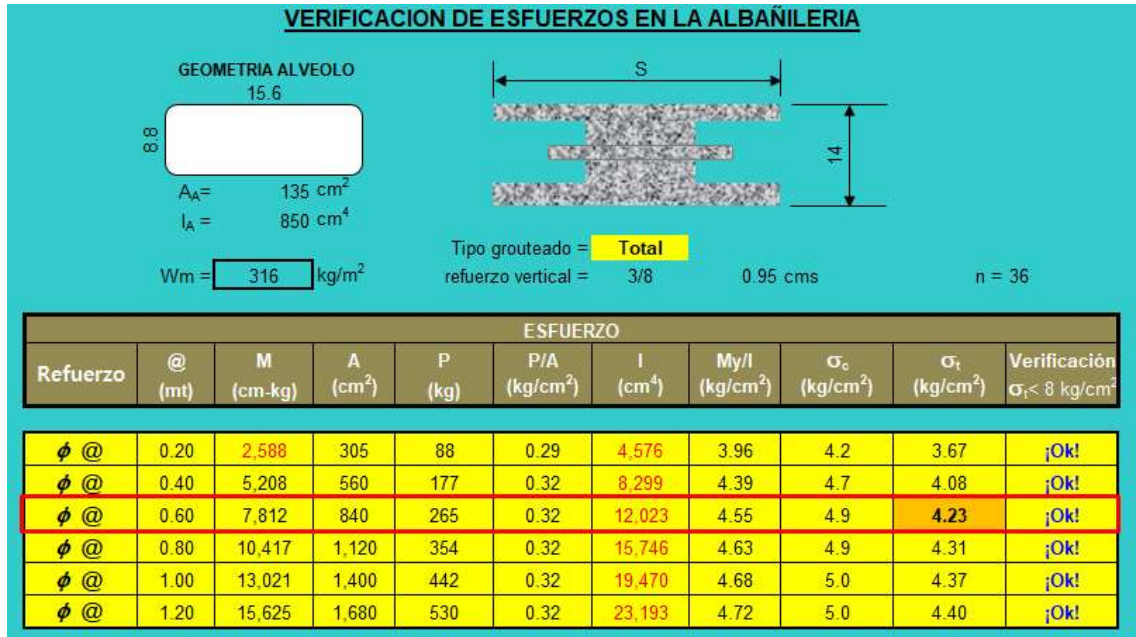 VERIFICACION DE ESFUERZOS EN LA ALBAÑILERIA
GEOMETRIA ALVEOLO
15.6
8.8
S
14
A_A= 135 cm²
I_A = 850 cm⁴
Tipo grouteado = Total
Wm = 316 kg/m² refuerzo vertical = 3/8 0.95 cms n = 36
ESFUERZO
Refuerzo @ (mt) M (cm-kg) A (cm²) P (kg) P/A (kg/cm²) I (cm⁴) My/I (kg/cm²) σc (kg/cm²) σt (kg/cm²) Verificación σt< 8 kg/cm²
ϕ @ 0.20 2,588 305 88 0.29 4,576 3.96 4.2 3.67 ¡Ok!
ϕ @ 0.40 5,208 560 177 0.32 8,299 4.39 4.7 4.08 ¡Ok!
ϕ @ 0.60 7,812 840 265 0.32 12,023 4.55 4.9 4.23 ¡Ok!
ϕ @ 0.80 10,417 1,120 354 0.32 15,746 4.63 4.9 4.31 ¡Ok!
ϕ @ 1.00 13,021 1,400 442 0.32 19,470 4.68 5.0 4.37 ¡Ok!
ϕ @ 1.20 15,625 1,680 530 0.32 23,193 4.72 5.0 4.40 ¡Ok!